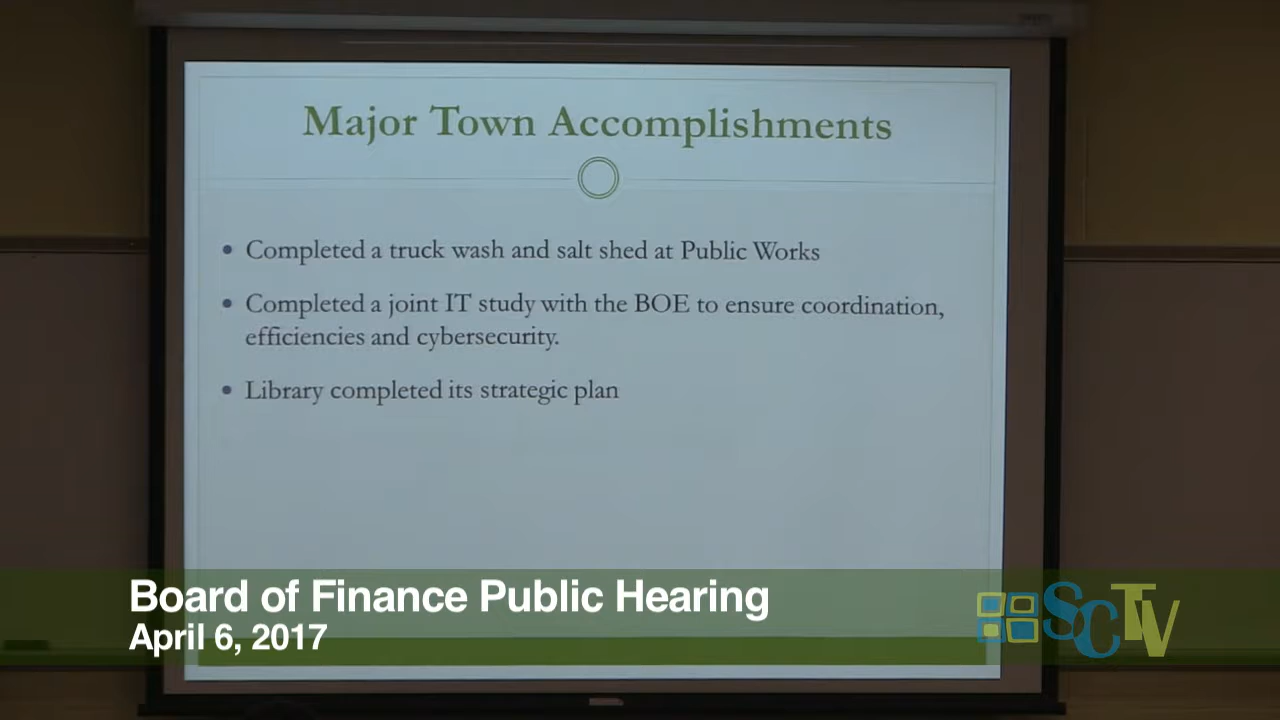 Major Town Accomplishments
• Completed a truck wash and salt shed at Public Works
• Completed a joint IT study with the BOE to ensure coordination,
efficiencies and cybersecurity.
• Library completed its strategic plan
Board of Finance Public Hearing
April 6, 2017
SCTV